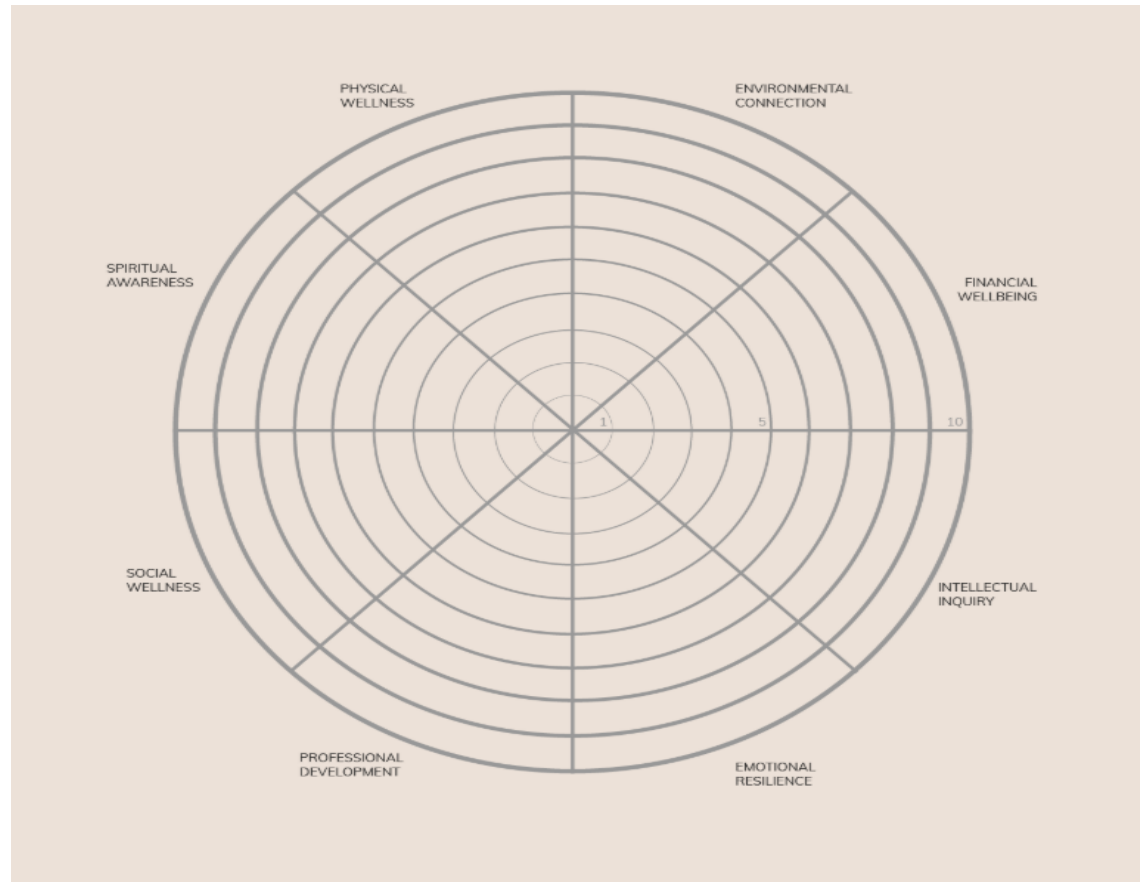 PHYSICAL
WELLNESS
ENVIRONMENTAL
CONNECTION
SPIRITUAL
AWARENESS
FINANCIAL
WELLBEING
1
5
10
SOCIAL
WELLNESS
INTELLECTUAL
INQUIRY
PROFESSIONAL
DEVELOPMENT
EMOTIONAL
RESILIENCE